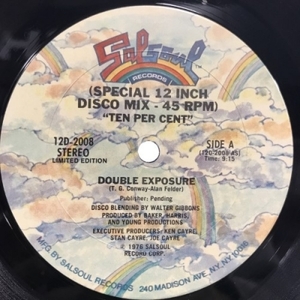 Salsoul
RECORDS
(SPECIAL 12 INCH
DISCO MIX - 45 RPM)
"TEN PER CENT"
12D-2008
STEREO
LIMITED EDITION
SIDE A
(12D-2008 AS)
Time: 9.15
DOUBLE EXPOSURE
(T. G. Conway-Alan Felder)
Publisher: Pending
DISCO BLENDING BY WALTER GIBBONS
PRODUCED BY BAKER, HARRIS,
AND YOUNG PRODUCTIONS
EXECUTIVE PRODUCERS: KEN CAYRE,
STAN CAYRE, JOE CAYRE
© 1976 SALSOUL
RECORD CORP.
MFG. BY SALSOUL RECORDS 240 MADISON AVE. NY, NY 10016